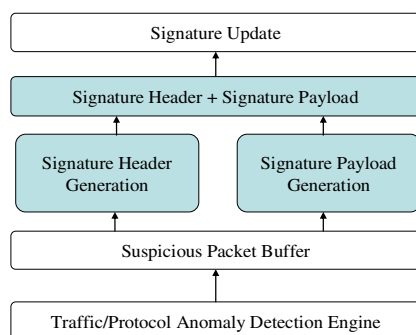 Signature Update
Signature Header + Signature Payload
Signature Header
Generation
Signature Payload
Generation
Suspicious Packet Buffer
Traffic/Protocol Anomaly Detection Engine